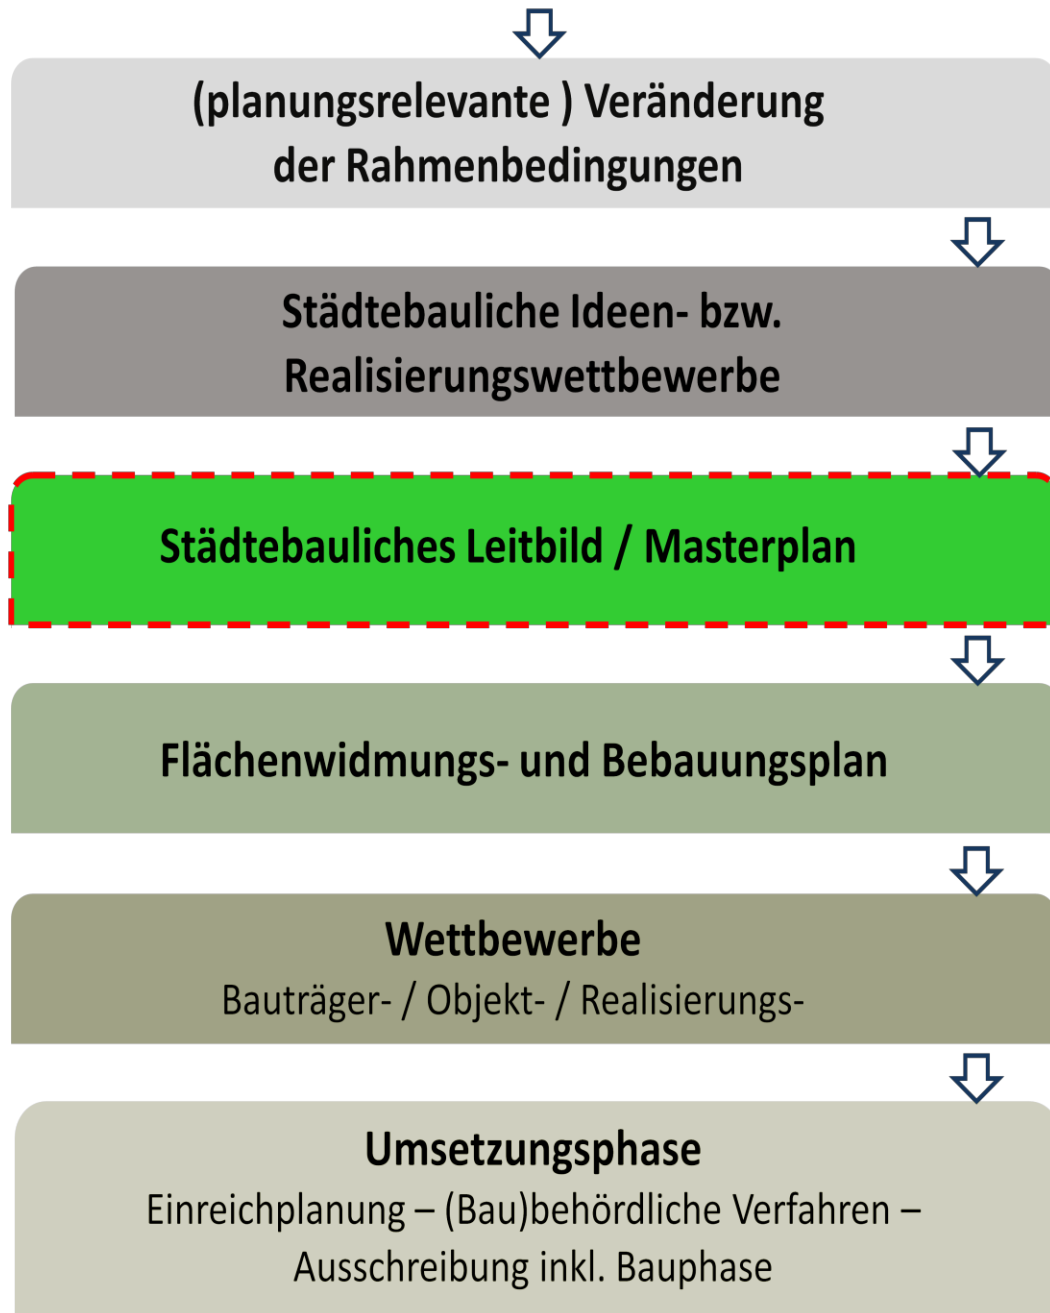 (planungsrelevante ) Veränderung
der Rahmenbedingungen
Städtebauliche Ideen- bzw.
Realisierungswettbewerbe
Städtebauliches Leitbild / Masterplan
Flächenwidmungs- und Bebauungsplan
Wettbewerbe
Bauträger- / Objekt- / Realisierungs-
Umsetzungsphase
Einreichplanung – (Bau)behördliche Verfahren –
Ausschreibung inkl. Bauphase